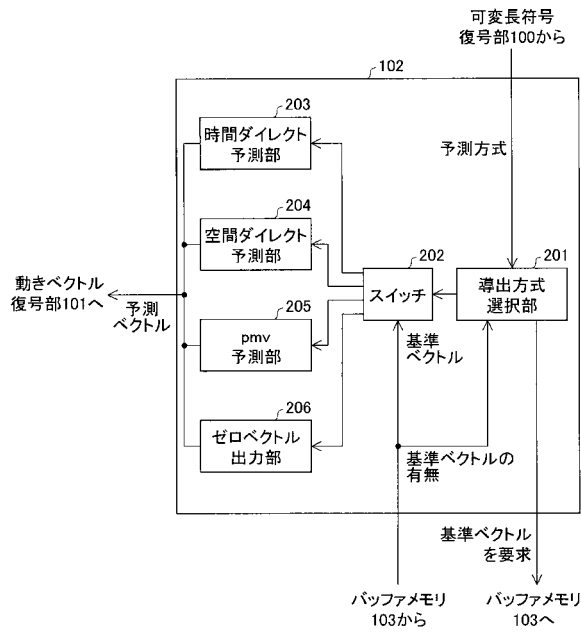 可変長符号
復号部100から
102
203
時間ダイレクト
予測部
予測方式
204
空間ダイレクト
予測部
202
201
動きベクトル
復号部101へ
予測
ベクトル
スイッチ
導出方式
選択部
205
pmv
予測部
基準
ベクトル
206
ゼロベクトル
出力部
基準ベクトルの
有無
基準ベクトル
を要求
バッファメモリ
103から
バッファメモリ
103へ